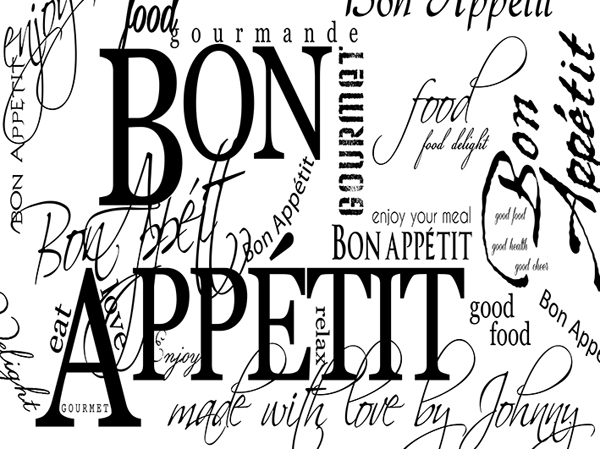 enjoy
food
Bon Appétit
gourmande
BON
GOURMET
BON APPÉTIT
food
food delight
Bon Appétit
Bon Appétit
Bon Appétit
enjoy your meal
BON APPÉTIT
good food
good health
good cheer
APPÉTIT
eat
love
& enjoy
relax
good
food
Bon Appétit
Delight
GOURMET
made with love by Johnny